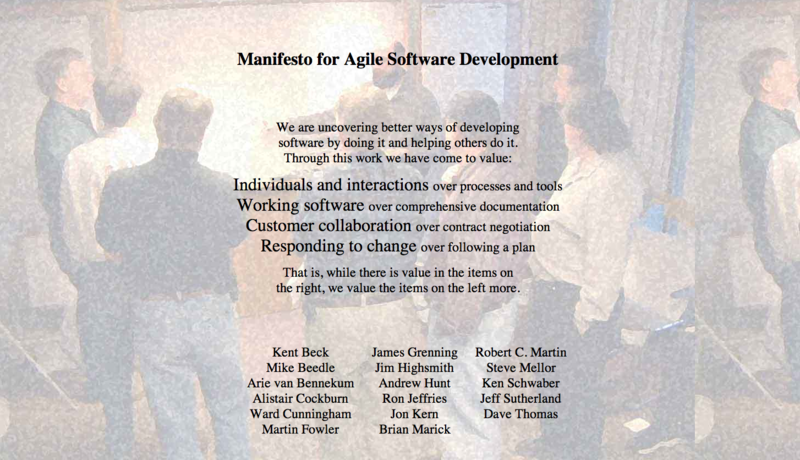 Manifesto for Agile Software Development
We are uncovering better ways of developing
software by doing it and helping others do it.
Through this work we have come to value:
Individuals and interactions over processes and tools
Working software over comprehensive documentation
Customer collaboration over contract negotiation
Responding to change over following a plan
That is, while there is value in the items on
the right, we value the items on the left more.
Kent Beck
Mike Beedle
Arie van Bennekum
Alistair Cockburn
Ward Cunningham
Martin Fowler
James Grenning
Jim Highsmith
Andrew Hunt
Ron Jeffries
Jon Kern
Brian Marick
Robert C. Martin
Steve Mellor
Ken Schwaber
Jeff Sutherland
Dave Thomas